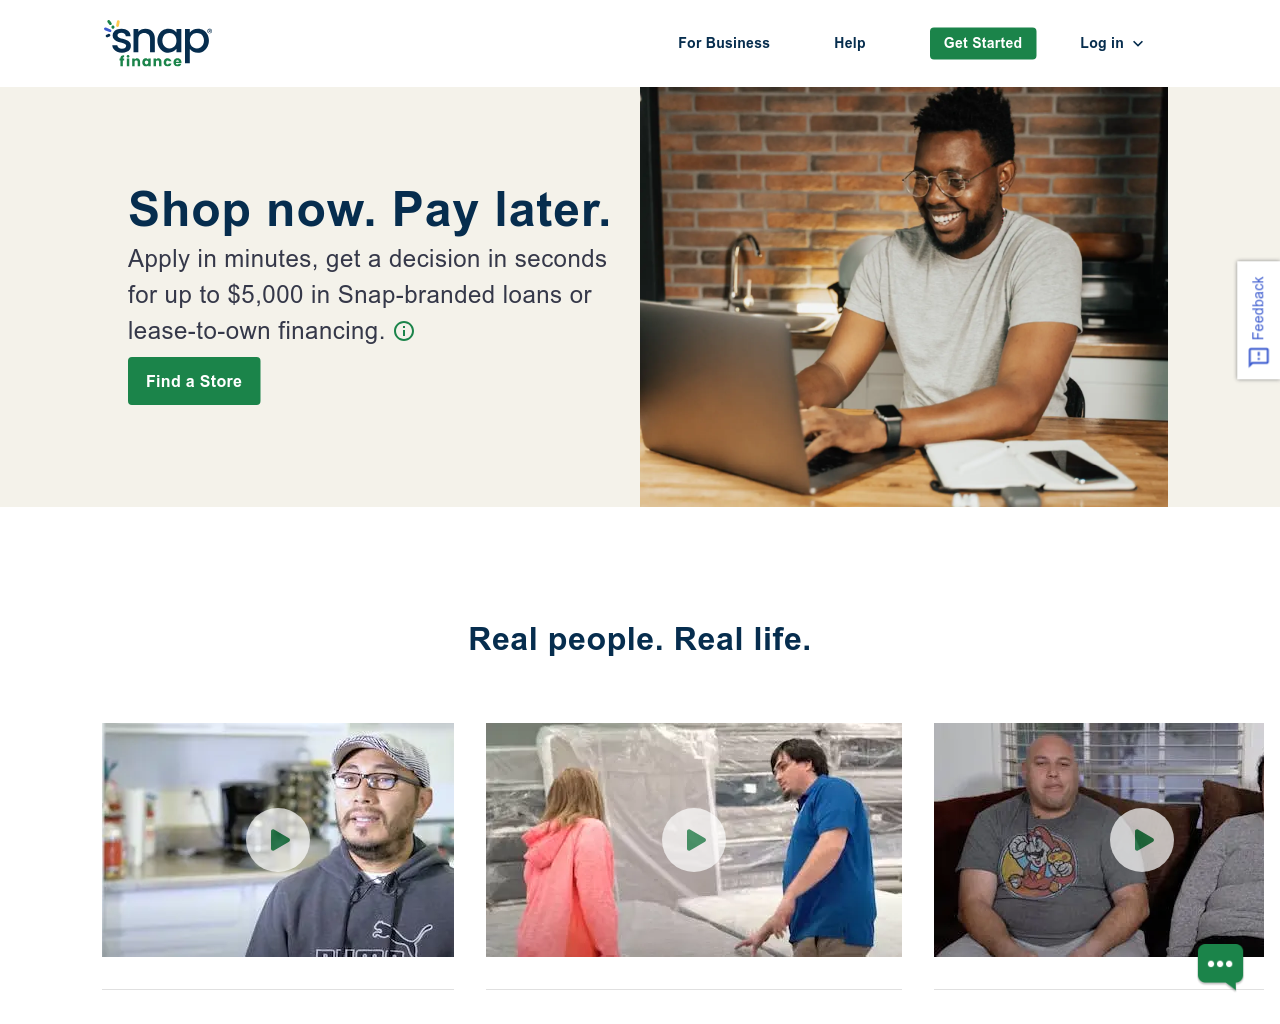 snap
finance
For Business
Help
Get Started
Log in
Shop now. Pay later.
Apply in minutes, get a decision in seconds
for up to $5,000 in Snap-branded loans or
lease-to-own financing.
Find a Store
Feedback
Real people. Real life.